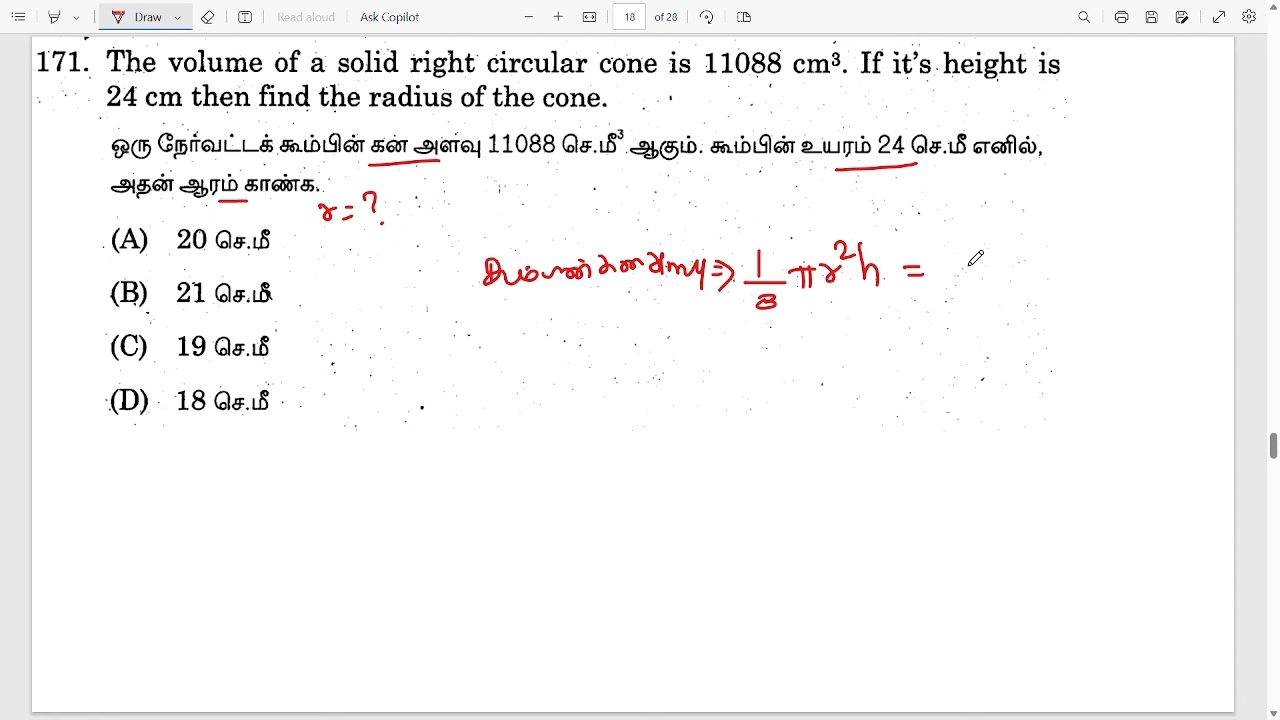 Draw
Read aloud
Ask Copilot
18 of 28
171. The volume of a solid right circular cone is 11088 cm³. If it's height is
24 cm then find the radius of the cone.
ஒரு நேர்வட்டக் கூம்பின் கன அளவு 11088 செ.மீ³ ஆகும். கூம்பின் உயரம் 24 செ.மீ எனில்,
அதன் ஆரம் காண்க.
r = ?
(A) 20 செ.மீ
⇒ 1/3 πr²h =
(B) 21 செ.மீ
(C) 19 செ.மீ
(D) 18 செ.மீ